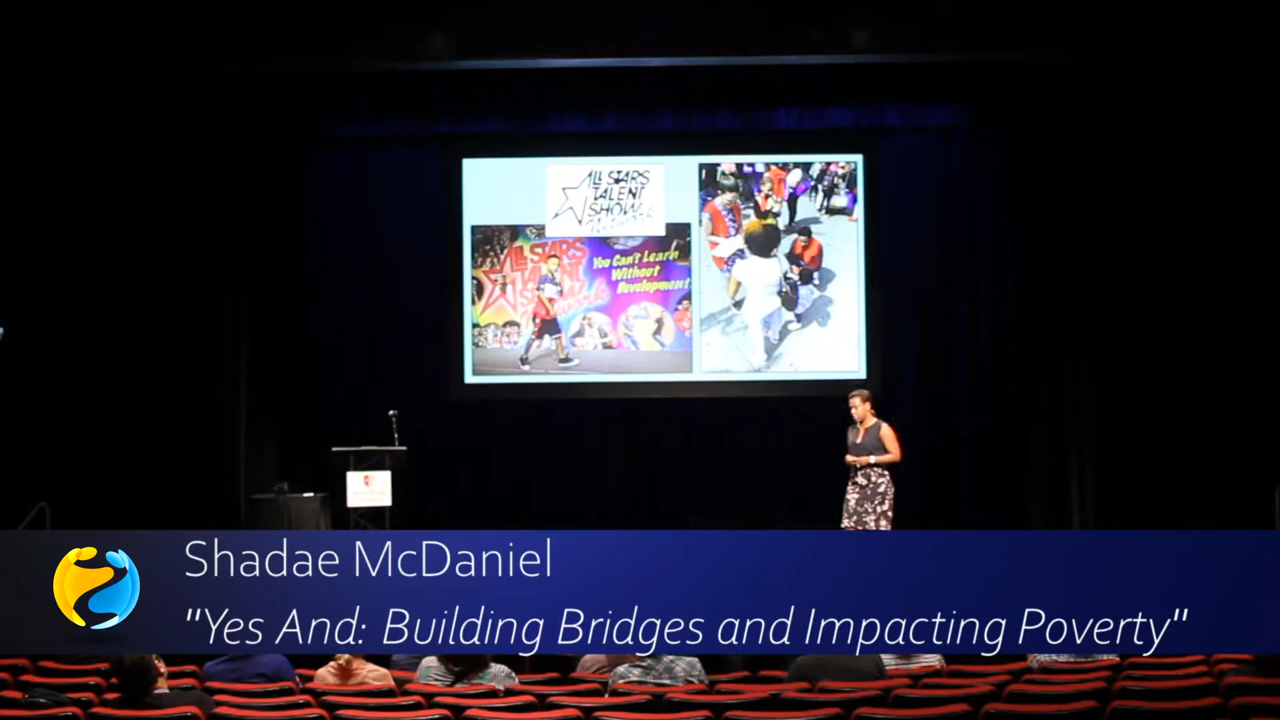 ALL STARS
TALENT
SHOW
Network
ALL STARS
TALENT
You Can't Learn
Without
Development!
Shadae McDaniel
"Yes And: Building Bridges and Impacting Poverty"